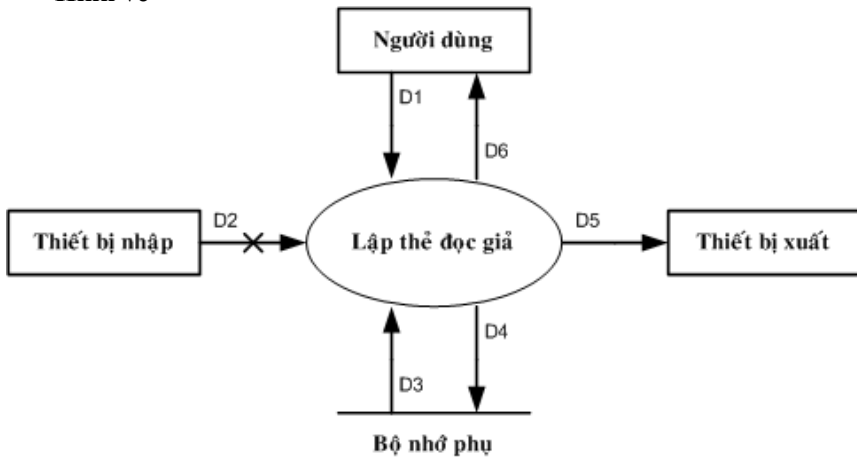 Người dùng
D1
D6
Thiết bị nhập
D2
Lập thẻ đọc giả
D5
Thiết bị xuất
D3
D4
Bộ nhớ phụ